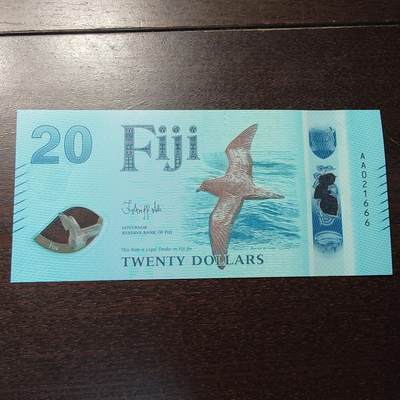 20
Fiji
AA021666
GOVERNOR
RESERVE BANK OF FIJI
This Note is Legal Tender in Fiji for
TWENTY DOLLARS